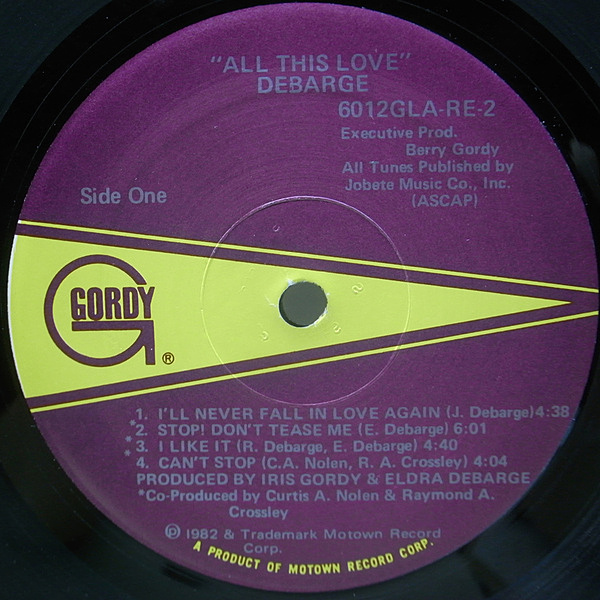 "ALL THIS LOVE"
DEBARGE
6012GLA-RE-2
Executive Prod.
Berry Gordy
All Tunes Published by
Jobete Music Co., Inc.
(ASCAP)
Side One
GORDY
®
1. I'LL NEVER FALL IN LOVE AGAIN (J. Debarge) 4:38
*2. STOP! DON'T TEASE ME (E. Debarge) 6:01
*3. I LIKE IT (R. Debarge, E. Debarge) 4:40
*4. CAN'T STOP (C.A. Nolen, R. A. Crossley) 4:04
PRODUCED BY IRIS GORDY & ELDRA DEBARGE
*Co-Produced by Curtis A. Nolen & Raymond A.
Crossley
℗ 1982 & Trademark Motown Record
Corp.
A PRODUCT OF MOTOWN RECORD CORP.